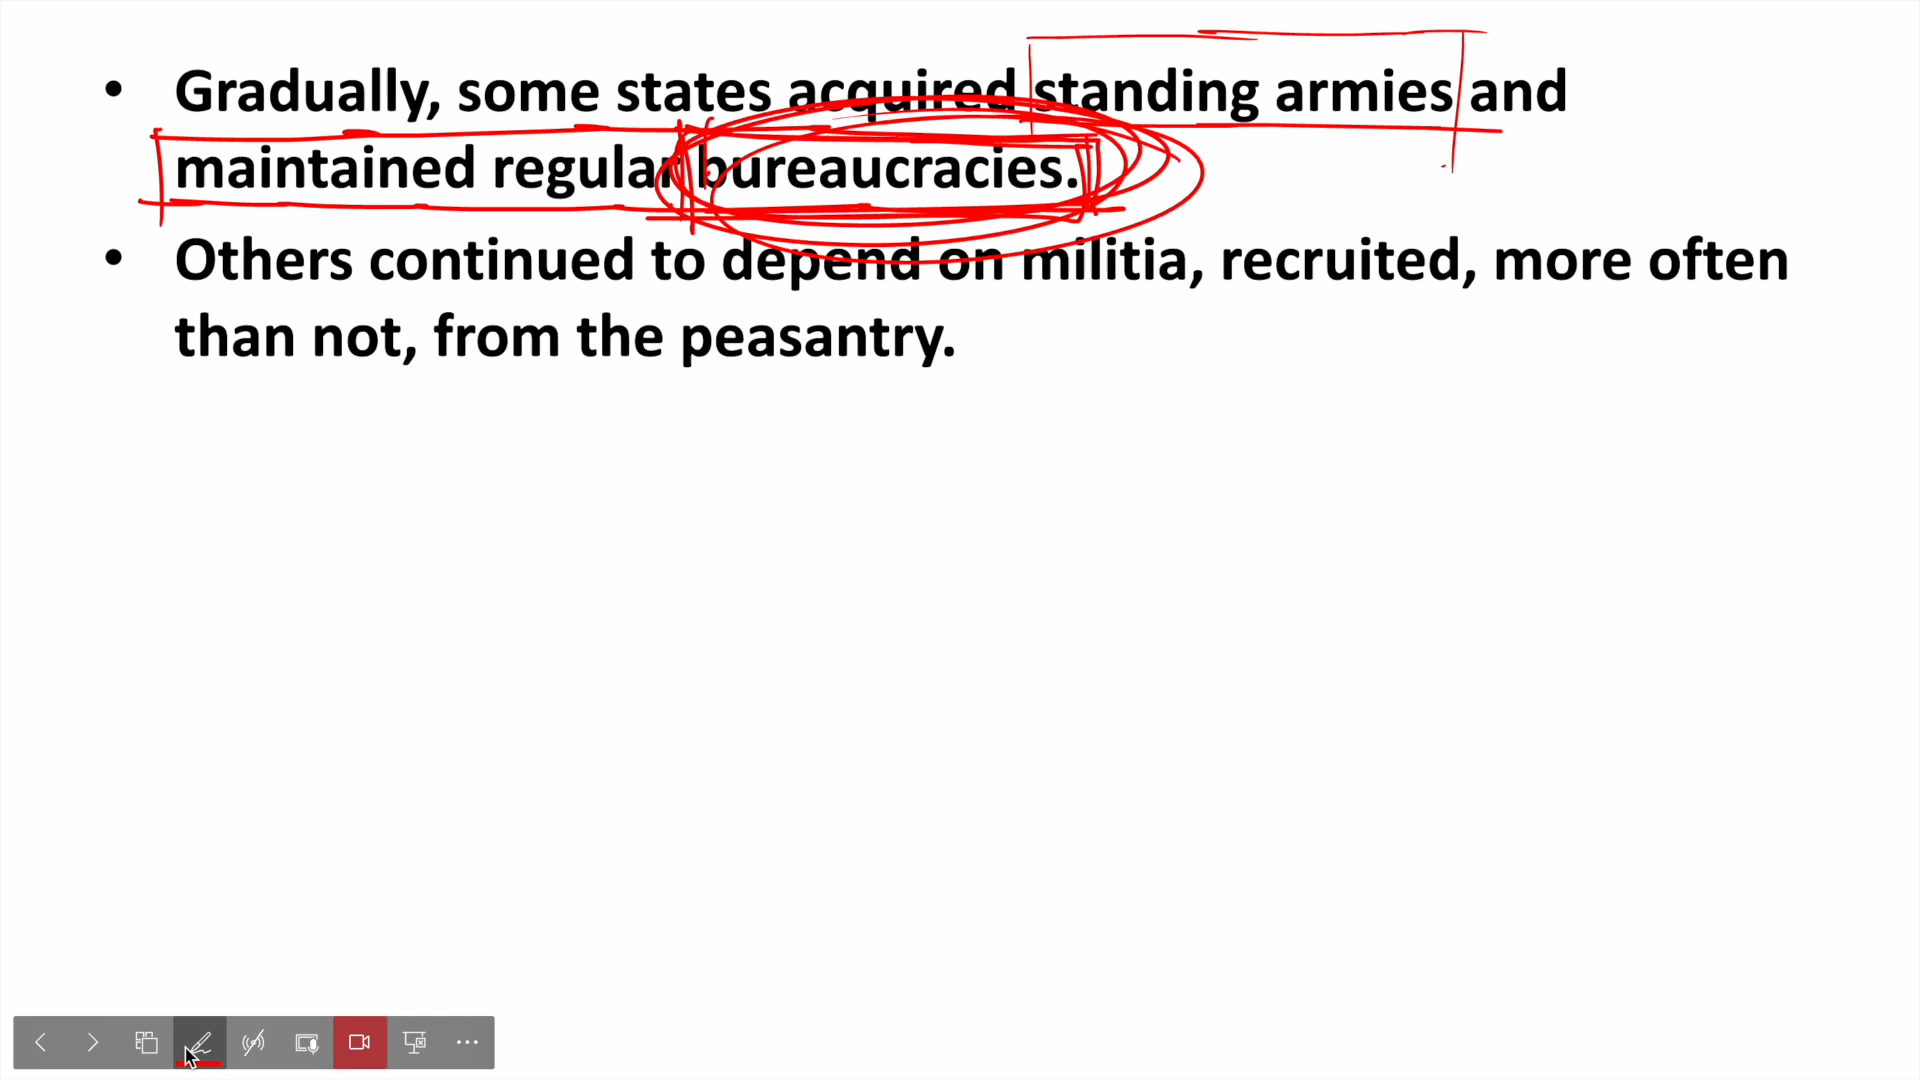 • Gradually, some states acquired standing armies and
maintained regular bureaucracies.
• Others continued to depend on militia, recruited, more often
than not, from the peasantry.